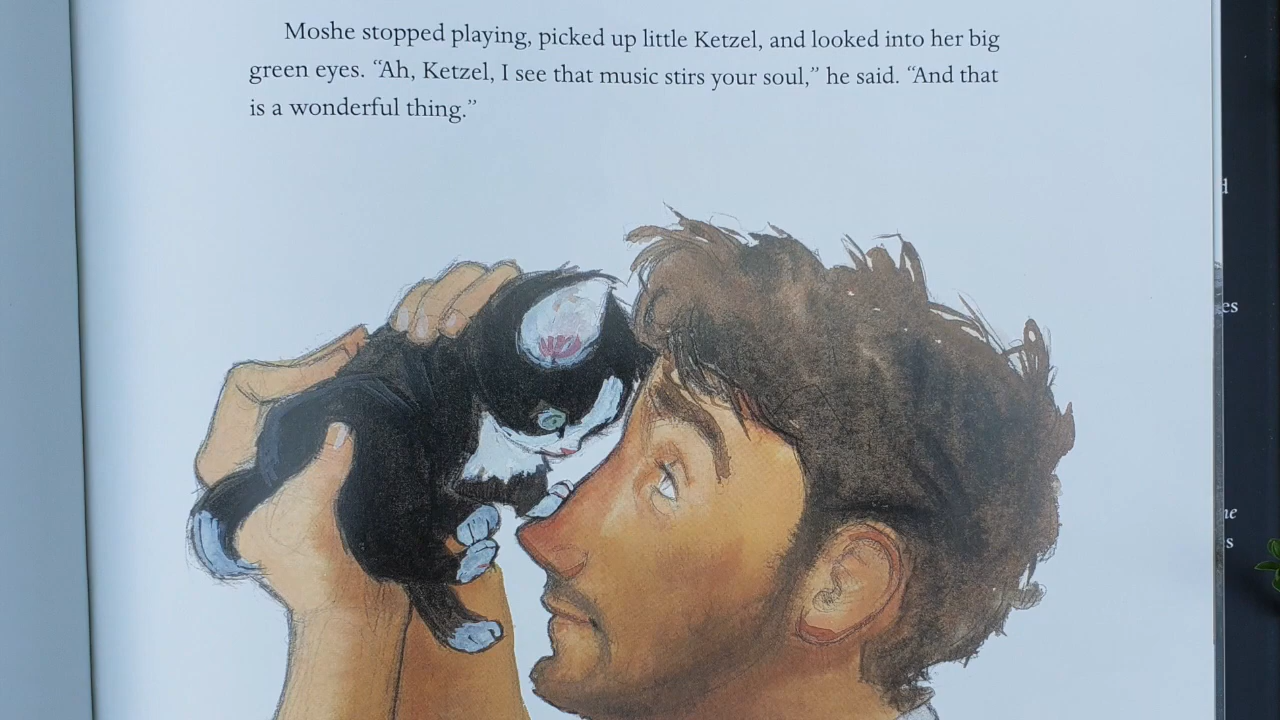 Moshe stopped playing, picked up little Ketzel, and looked into her big
green eyes. “Ah, Ketzel, I see that music stirs your soul,” he said. “And that
is a wonderful thing.”